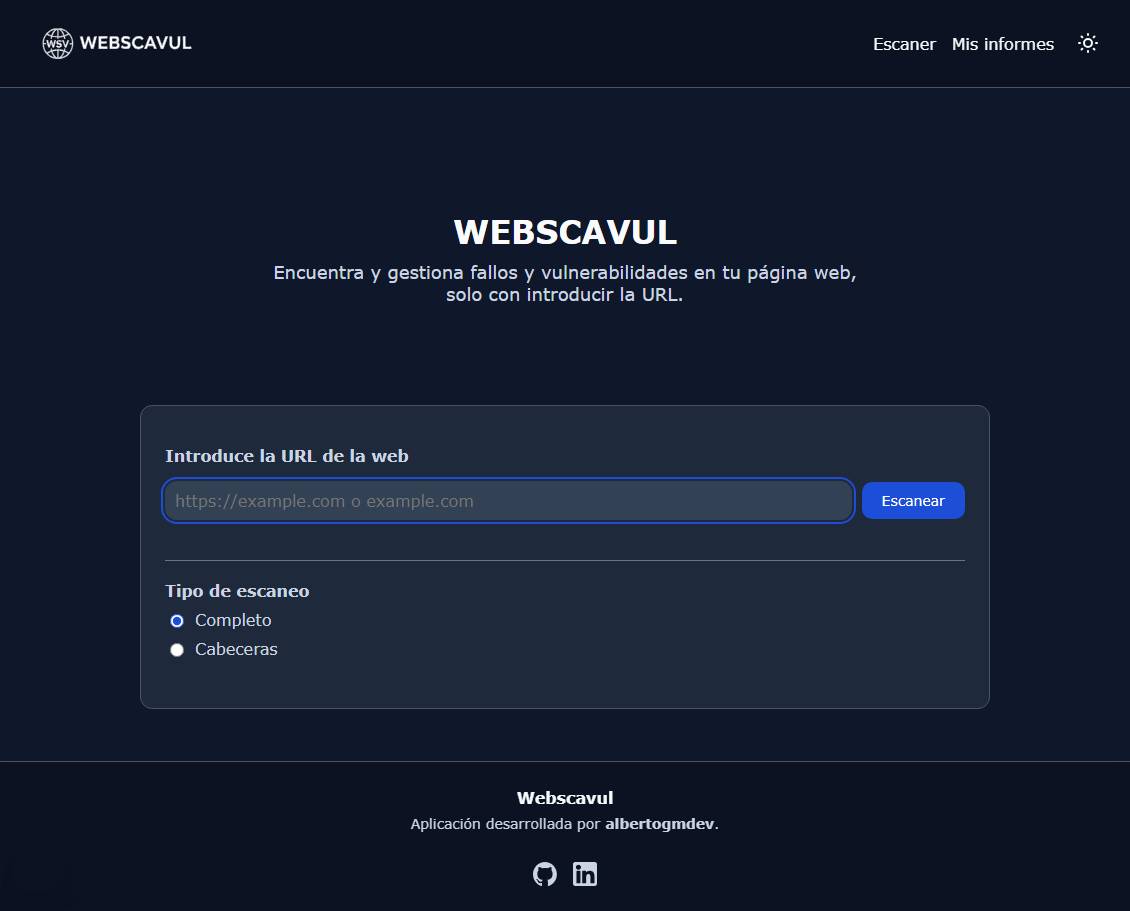 WSV WEBSCAVUL
Escaner Mis informes
WEBSCAVUL
Encuentra y gestiona fallos y vulnerabilidades en tu página web,
solo con introducir la URL.
Introduce la URL de la web
https://example.com o example.com
Escanear
Tipo de escaneo
Completo
Cabeceras
Webscavul
Aplicación desarrollada por albertogmdev.
in